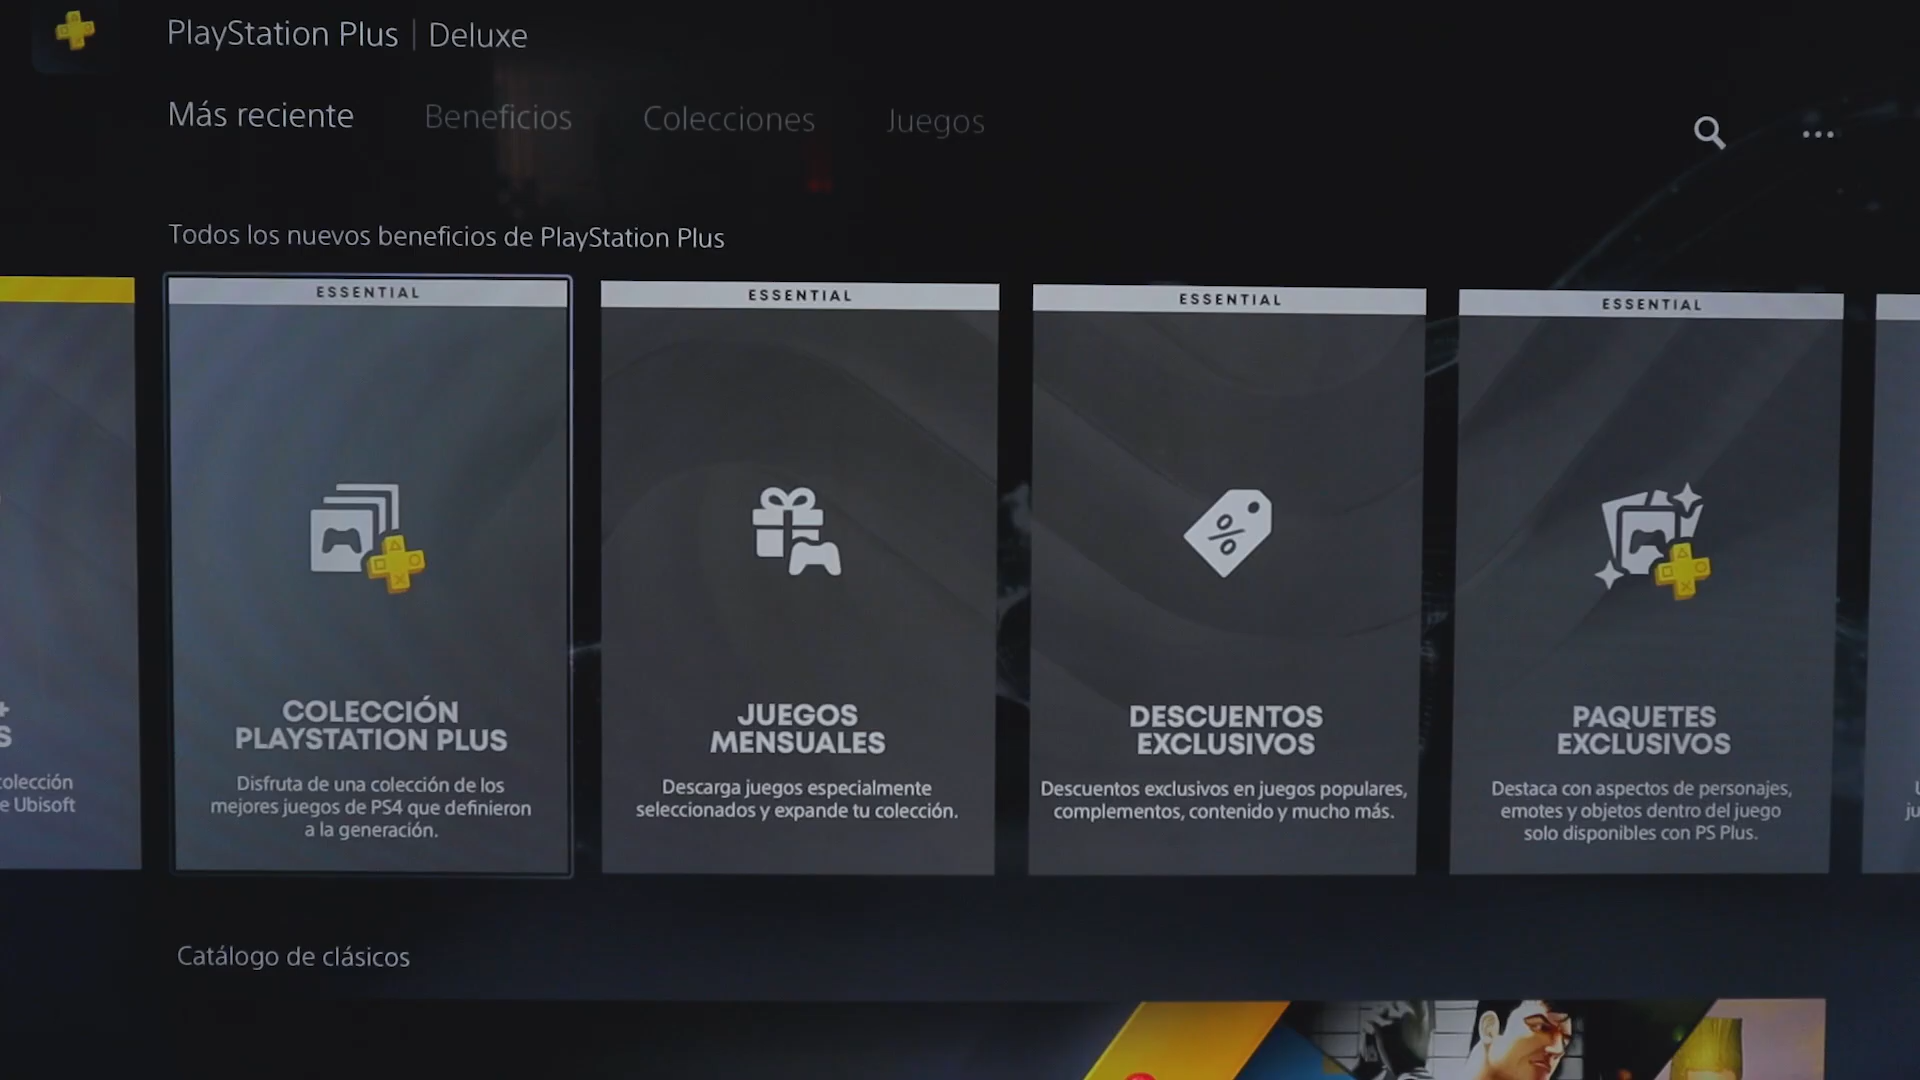 PlayStation Plus | Deluxe
Más reciente
Beneficios
Colecciones
Juegos
Todos los nuevos beneficios de PlayStation Plus
olección
e Ubisoft
ESSENTIAL
COLECCIÓN
PLAYSTATION PLUS
Disfruta de una colección de los
mejores juegos de PS4 que definieron
a la generación.
ESSENTIAL
JUEGOS
MENSUALES
Descarga juegos especialmente
seleccionados y expande tu colección.
ESSENTIAL
DESCUENTOS
EXCLUSIVOS
Descuentos exclusivos en juegos populares,
complementos, contenido y mucho más.
ESSENTIAL
PAQUETES
EXCLUSIVOS
Destaca con aspectos de personajes,
emotes y objetos dentro del juego
solo disponibles con PS Plus.
Catálogo de clásicos